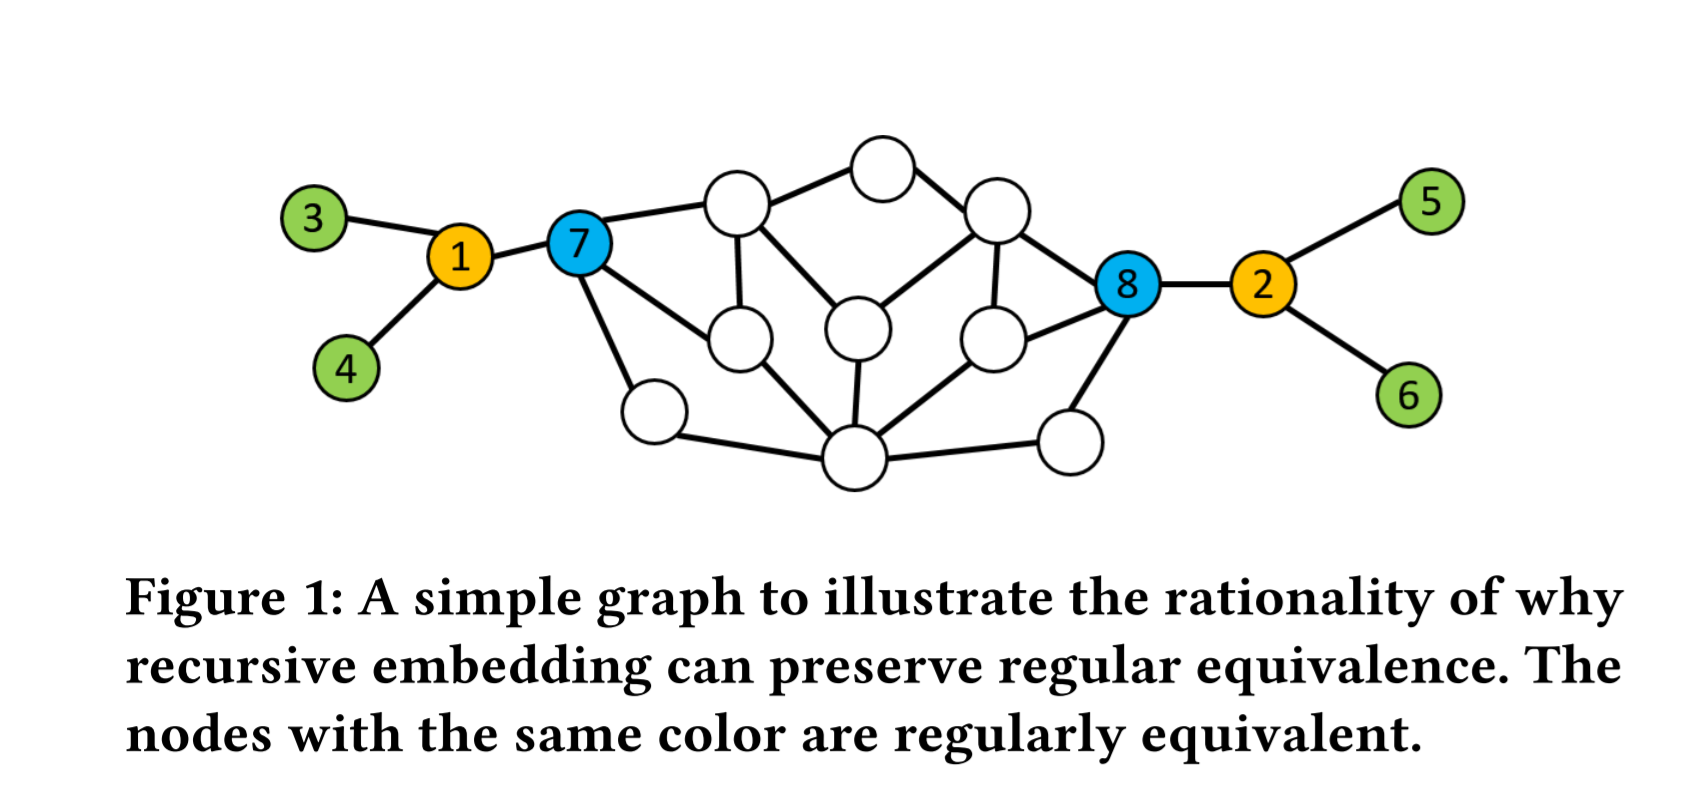 5
3
7
1
8
2
4
6
Figure 1: A simple graph to illustrate the rationality of why
recursive embedding can preserve regular equivalence. The
nodes with the same color are regularly equivalent.